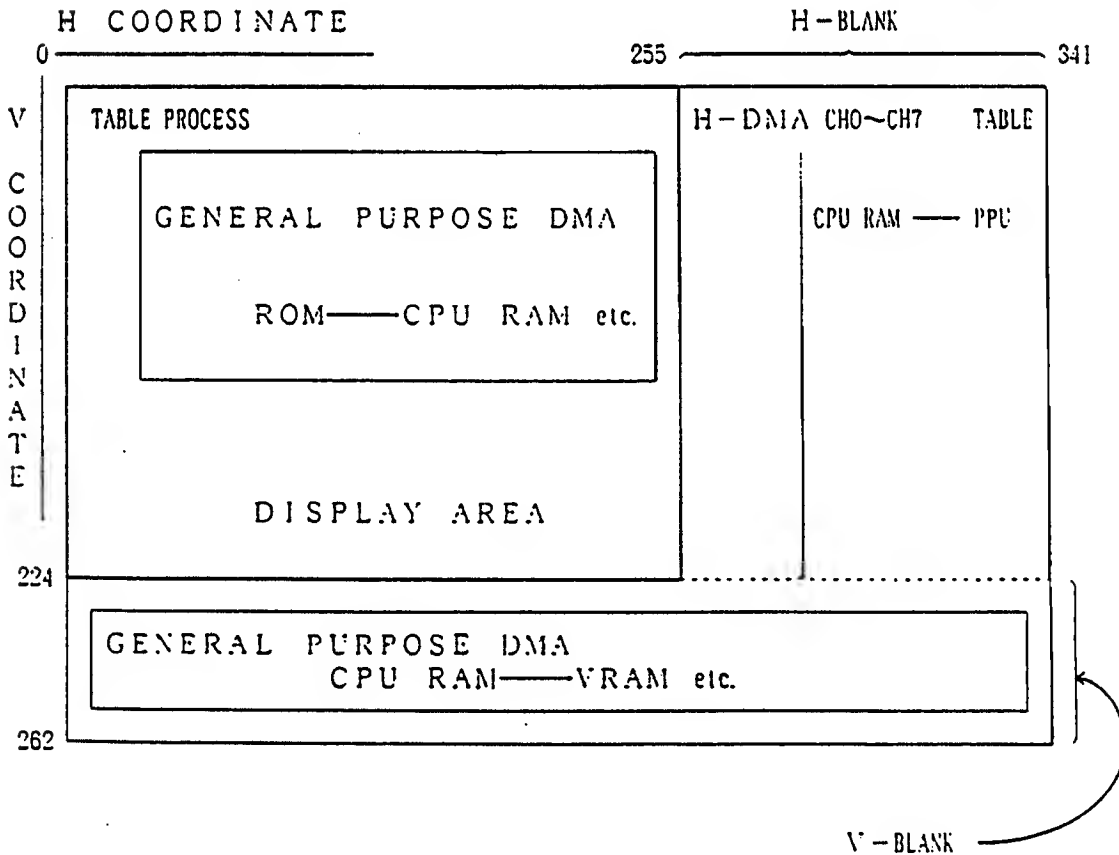 H COORDINATE
H-BLANK
0
255
341
V COORDINATE
TABLE PROCESS
H-DMA CH0~CH7 TABLE
GENERAL PURPOSE DMA
CPU RAM — PPU
ROM—CPU RAM etc.
DISPLAY AREA
224
GENERAL PURPOSE DMA
CPU RAM—VRAM etc.
262
V-BLANK